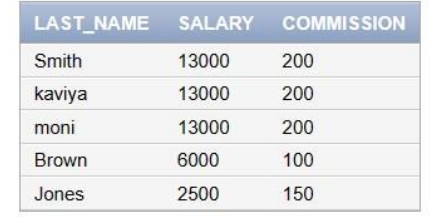 LAST_NAME SALARY COMMISSION
Smith 13000 200
kaviya 13000 200
moni 13000 200
Brown 6000 100
Jones 2500 150